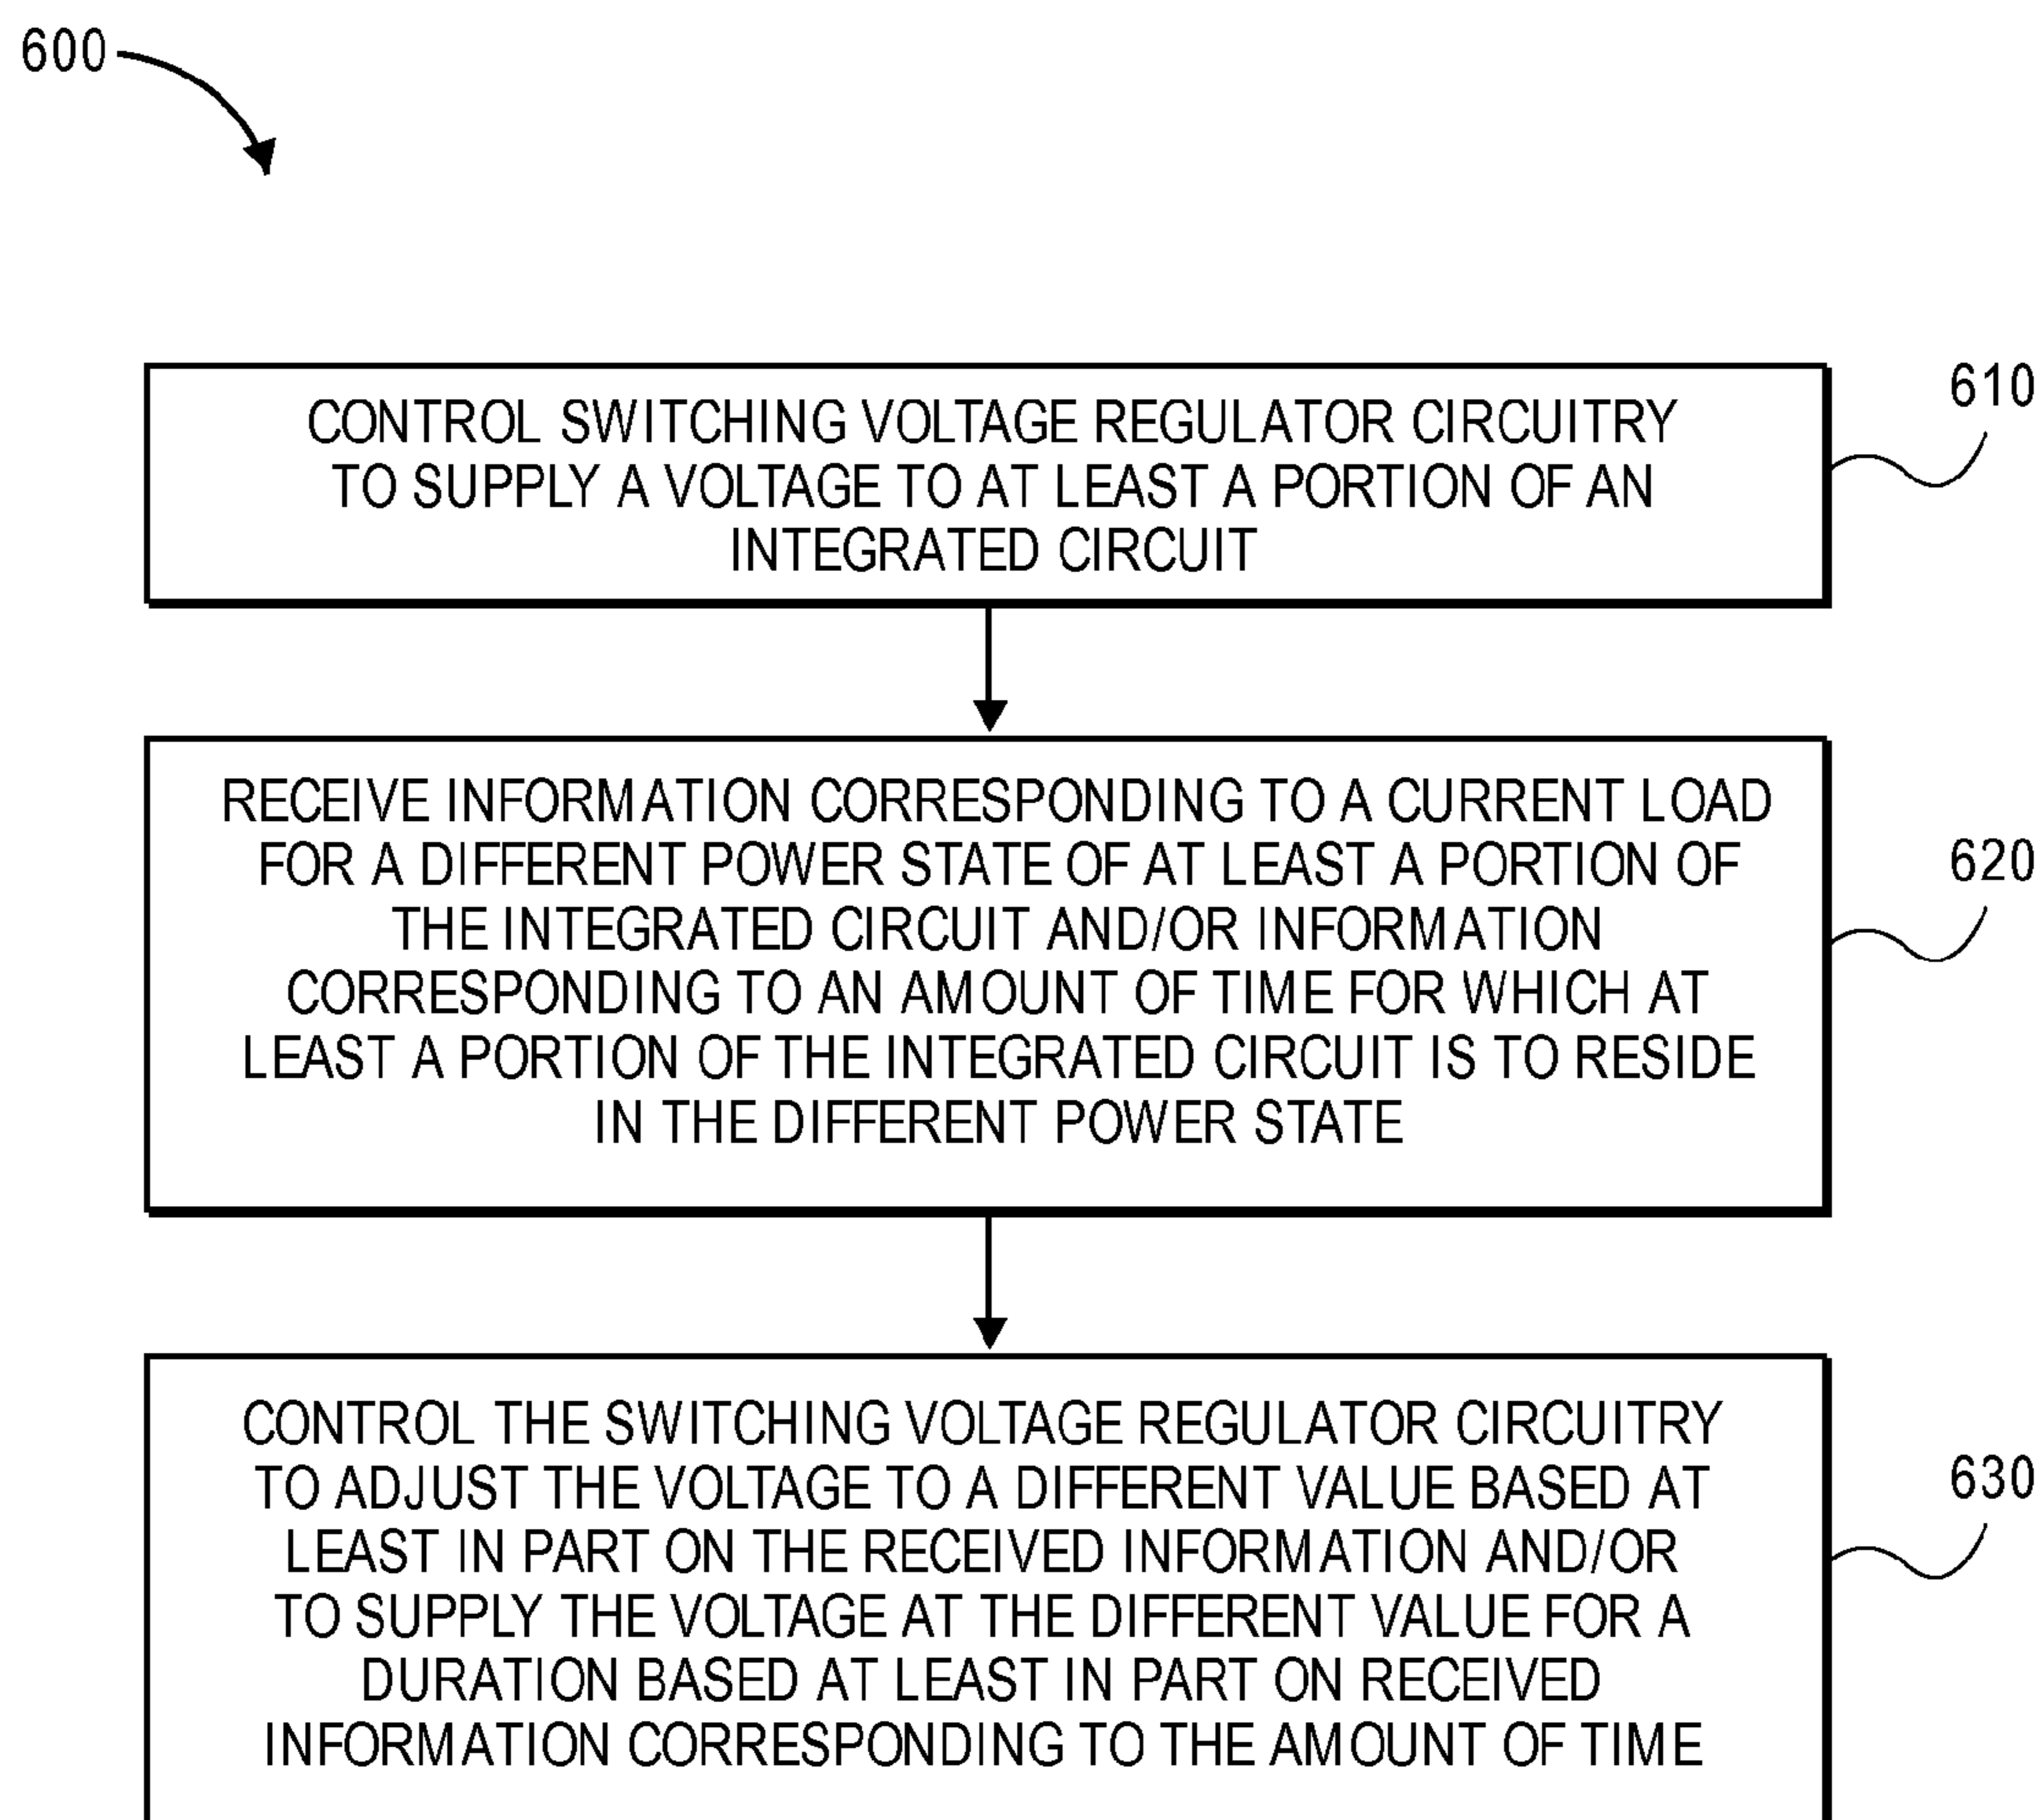 600
CONTROL SWITCHING VOLTAGE REGULATOR CIRCUITRY
TO SUPPLY A VOLTAGE TO AT LEAST A PORTION OF AN
INTEGRATED CIRCUIT
610
RECEIVE INFORMATION CORRESPONDING TO A CURRENT LOAD
FOR A DIFFERENT POWER STATE OF AT LEAST A PORTION OF
THE INTEGRATED CIRCUIT AND/OR INFORMATION
CORRESPONDING TO AN AMOUNT OF TIME FOR WHICH AT
LEAST A PORTION OF THE INTEGRATED CIRCUIT IS TO RESIDE
IN THE DIFFERENT POWER STATE
620
CONTROL THE SWITCHING VOLTAGE REGULATOR CIRCUITRY
TO ADJUST THE VOLTAGE TO A DIFFERENT VALUE BASED AT
LEAST IN PART ON THE RECEIVED INFORMATION AND/OR
TO SUPPLY THE VOLTAGE AT THE DIFFERENT VALUE FOR A
DURATION BASED AT LEAST IN PART ON RECEIVED
INFORMATION CORRESPONDING TO THE AMOUNT OF TIME
630